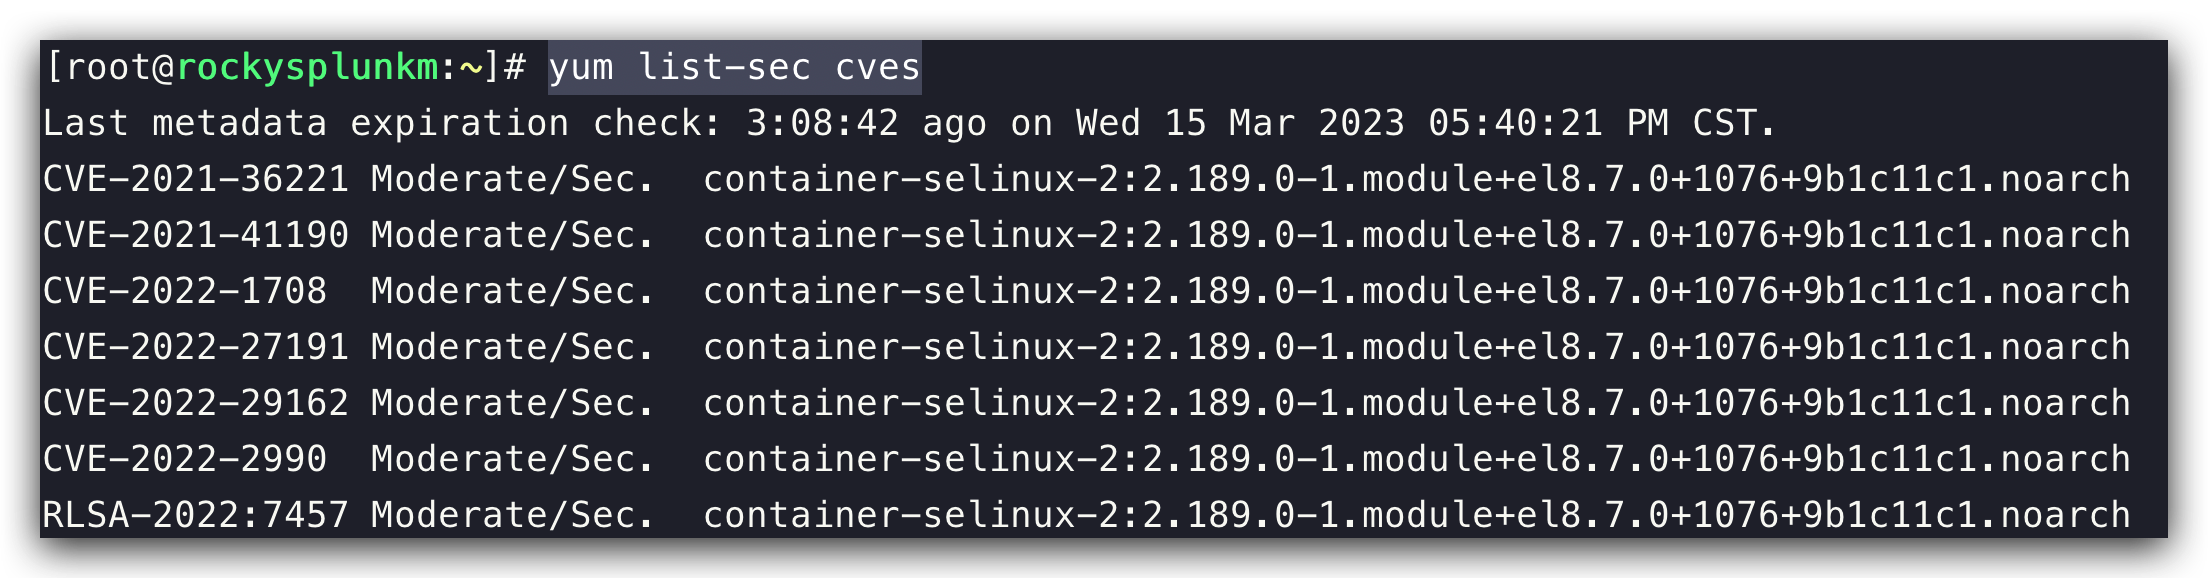 [root@rockysplunkm:~]# yum list-sec cves
Last metadata expiration check: 3:08:42 ago on Wed 15 Mar 2023 05:40:21 PM CST.
CVE-2021-36221 Moderate/Sec.  container-selinux-2:2.189.0-1.module+el8.7.0+1076+9b1c11c1.noarch
CVE-2021-41190 Moderate/Sec.  container-selinux-2:2.189.0-1.module+el8.7.0+1076+9b1c11c1.noarch
CVE-2022-1708  Moderate/Sec.  container-selinux-2:2.189.0-1.module+el8.7.0+1076+9b1c11c1.noarch
CVE-2022-27191 Moderate/Sec.  container-selinux-2:2.189.0-1.module+el8.7.0+1076+9b1c11c1.noarch
CVE-2022-29162 Moderate/Sec.  container-selinux-2:2.189.0-1.module+el8.7.0+1076+9b1c11c1.noarch
CVE-2022-2990  Moderate/Sec.  container-selinux-2:2.189.0-1.module+el8.7.0+1076+9b1c11c1.noarch
RLSA-2022:7457 Moderate/Sec.  container-selinux-2:2.189.0-1.module+el8.7.0+1076+9b1c11c1.noarch